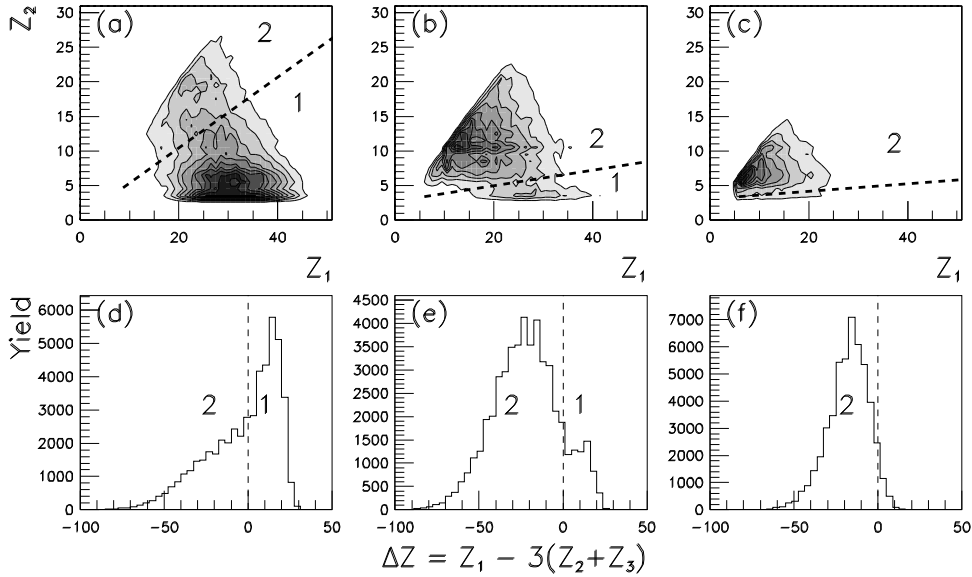 Z2
(a) 2 1
(b) 2 1
(c) 2
30 25 20 15 10 5 0
30 25 20 15 10 5 0
30 25 20 15 10 5 0
0 20 40
0 20 40
0 20 40
Z1
Z1
Z1
Yield
(d) 2 1
(e) 2 1
(f) 2
6000 5000 4000 3000 2000 1000 0
4500 4000 3500 3000 2500 2000 1500 1000 500 0
7000 6000 5000 4000 3000 2000 1000 0
-100 -50 0 50
-100 -50 0 50
-100 -50 0 50
ΔZ = Z1 - 3(Z2+Z3)